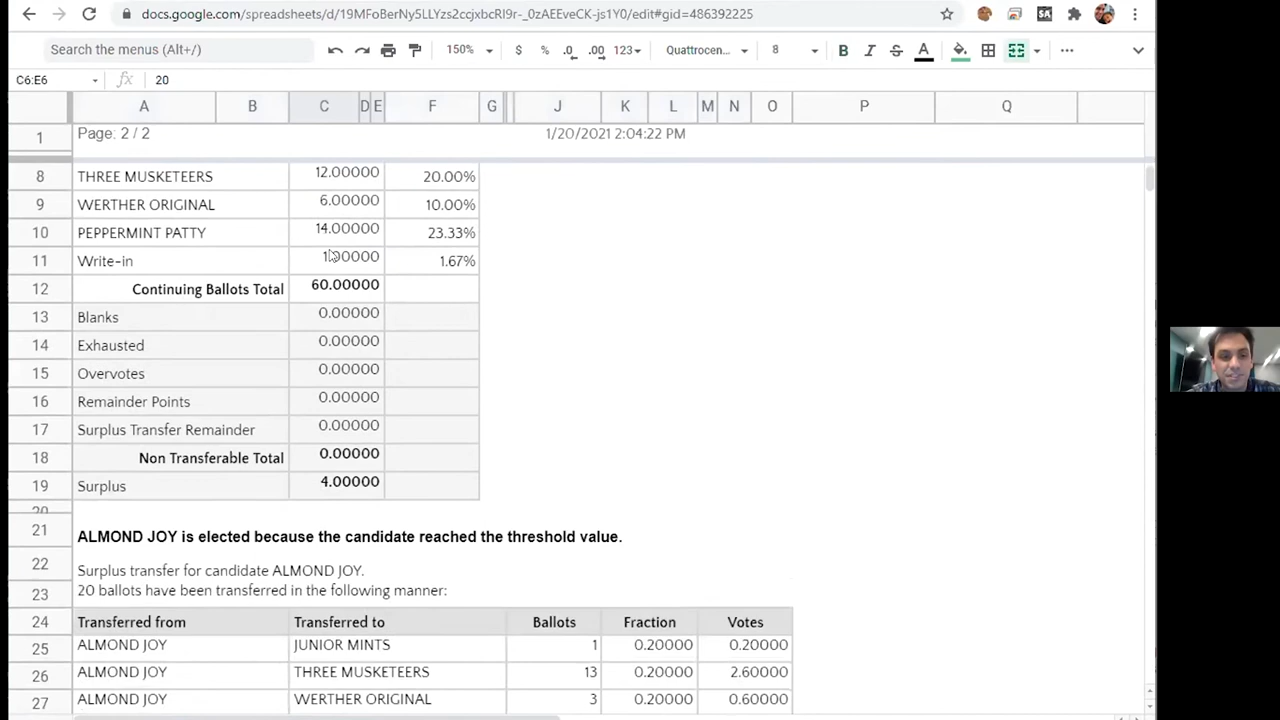 docs.google.com/spreadsheets/d/19MFoBerNy5LLYzs2ccjxbcRI9r-_0zAEEveCK-js1Y0/edit#gid=486392225
Search the menus (Alt+/) 150% $ % .0 .00 123 Quattrocen... 8 B I S A
C6:E6 fx 20
A B C D E F G J K L M N O P Q
1 Page: 2 / 2 1/20/2021 2:04:22 PM
8 THREE MUSKETEERS 12.00000 20.00%
9 WERTHER ORIGINAL 6.00000 10.00%
10 PEPPERMINT PATTY 14.00000 23.33%
11 Write-in 1.00000 1.67%
12 Continuing Ballots Total 60.00000
13 Blanks 0.00000
14 Exhausted 0.00000
15 Overvotes 0.00000
16 Remainder Points 0.00000
17 Surplus Transfer Remainder 0.00000
18 Non Transferable Total 0.00000
19 Surplus 4.00000
20
21 ALMOND JOY is elected because the candidate reached the threshold value.
22 Surplus transfer for candidate ALMOND JOY.
23 20 ballots have been transferred in the following manner:
24 Transferred from Transferred to Ballots Fraction Votes
25 ALMOND JOY JUNIOR MINTS 1 0.20000 0.20000
26 ALMOND JOY THREE MUSKETEERS 13 0.20000 2.60000
27 ALMOND JOY WERTHER ORIGINAL 3 0.20000 0.60000